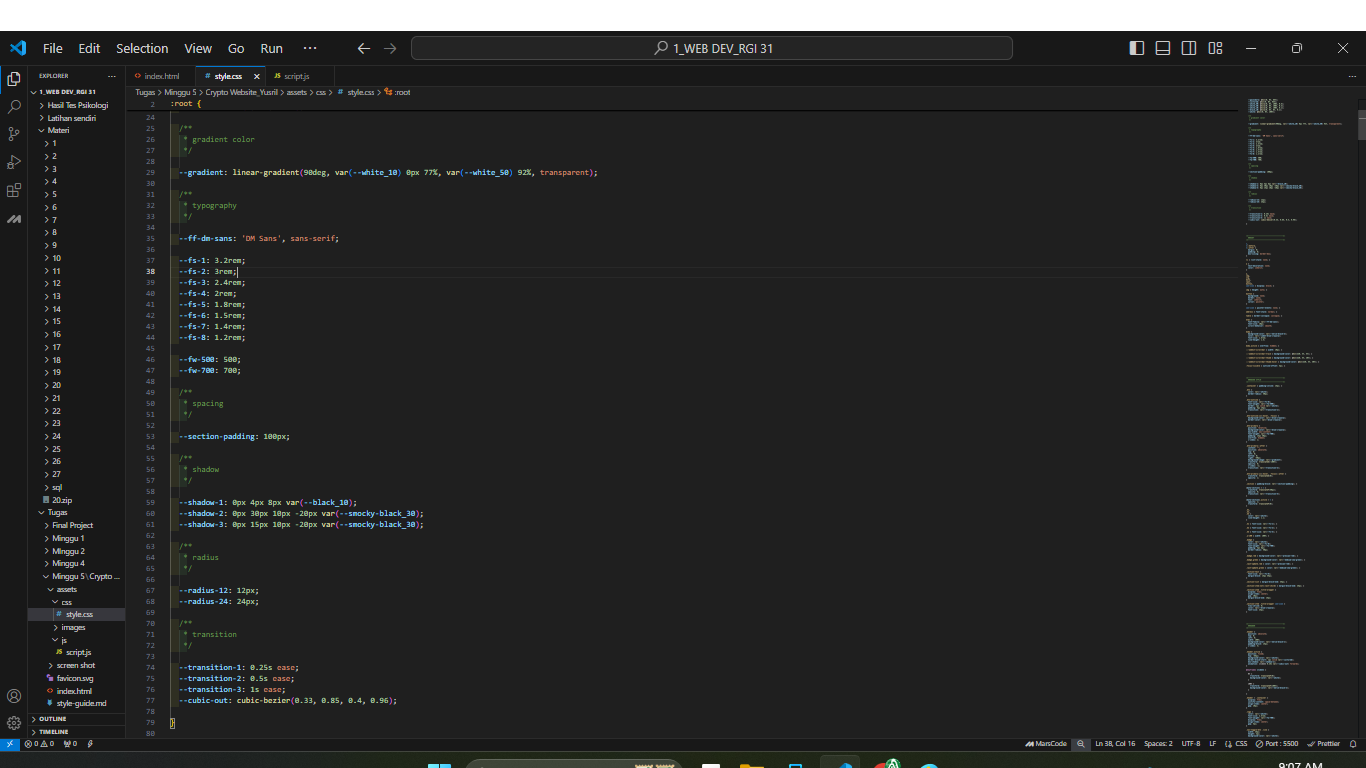 File Edit Selection View Go Run ···
1_WEB DEV_RGI 31
EXPLORER ···
1_WEB DEV_RGI 31
Hasil Tes Psikologi
Latihan sendiri
Materi
1
2
3
4
5
6
7
8
9
10
11
12
13
14
15
16
17
18
19
20
21
22
23
24
25
26
27
sql
20.zip
Tugas
Final Project
Minggu 1
MInggu 2
Minggu 4
Minggu 5\Crypto ...
assets
css
# style.css
images
js
JS script.js
screen shot
favicon.svg
<> index.html
style-guide.md
OUTLINE
TIMELINE
<> index.html # style.css × JS script.js
···
Tugas > Minggu 5 > Crypto Website_Yusril > assets > css > # style.css > :root
2 :root {
24
25 /**
26 * gradient color
27 */
28
29 --gradient: linear-gradient(90deg, var(--white_10) 0px 77%, var(--white_50) 92%, transparent);
30
31 /**
32 * typography
33 */
34
35 --ff-dm-sans: 'DM Sans', sans-serif;
36
37 --fs-1: 3.2rem;
38 --fs-2: 3rem;
39 --fs-3: 2.4rem;
40 --fs-4: 2rem;
41 --fs-5: 1.8rem;
42 --fs-6: 1.5rem;
43 --fs-7: 1.4rem;
44 --fs-8: 1.2rem;
45
46 --fw-500: 500;
47 --fw-700: 700;
48
49 /**
50 * spacing
51 */
52
53 --section-padding: 100px;
54
55 /**
56 * shadow
57 */
58
59 --shadow-1: 0px 4px 8px var(--black_10);
60 --shadow-2: 0px 30px 10px -20px var(--smocky-black_30);
61 --shadow-3: 0px 15px 10px -20px var(--smocky-black_30);
62
63 /**
64 * radius
65 */
66
67 --radius-12: 12px;
68 --radius-24: 24px;
69
70 /**
71 * transition
72 */
73
74 --transition-1: 0.25s ease;
75 --transition-2: 0.5s ease;
76 --transition-3: 1s ease;
77 --cubic-out: cubic-bezier(0.33, 0.85, 0.4, 0.96);
78
79 }
80
0 0 0 MarsCode Ln 38, Col 16 Spaces: 2 UTF-8 LF CSS Port : 5500 Prettier
9:07 AM